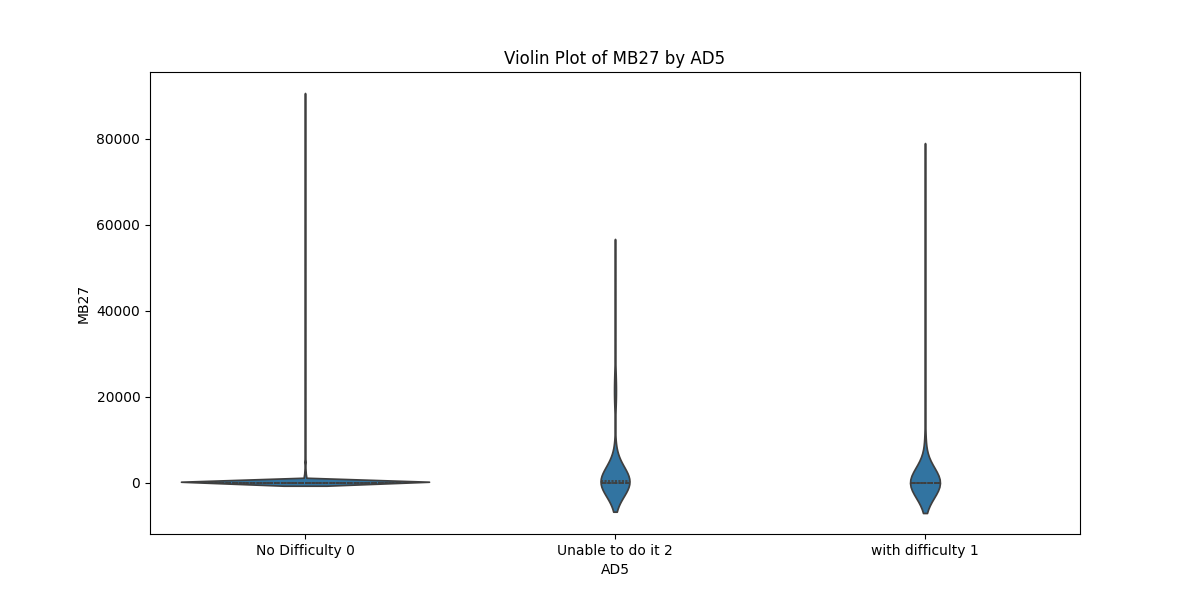 Violin Plot of MB27 by AD5
80000
60000
40000
20000
0
MB27
No Difficulty 0
Unable to do it 2
with difficulty 1
AD5